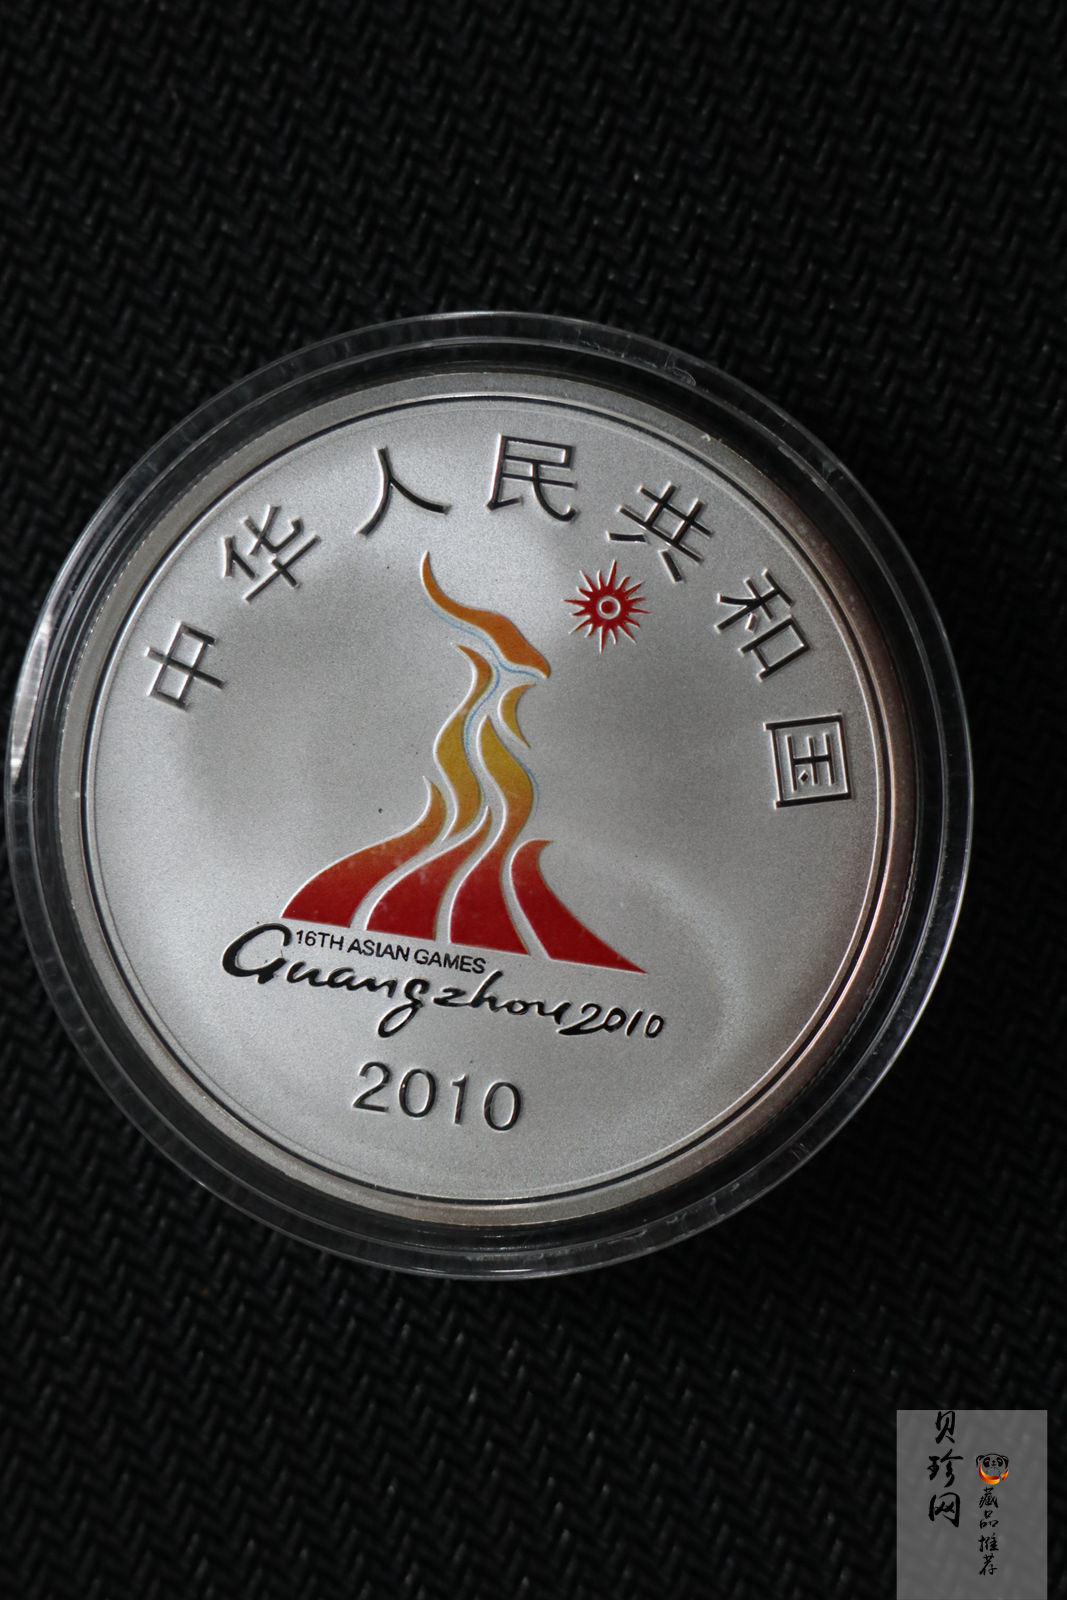 中华人民共和国
16TH ASIAN GAMES
Guangzhou 2010
2010
贝珍网
藏品推荐